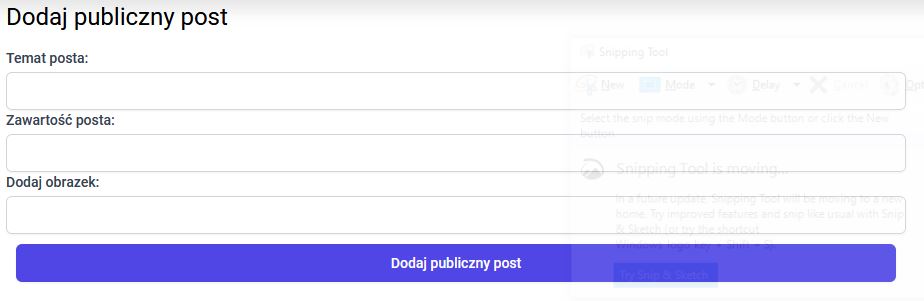 Dodaj publiczny post
Temat posta:
Zawartość posta:
Dodaj obrazek:
Dodaj publiczny post
Snipping Tool
New Mode Delay Cancel
Select the snip mode using the Mode button or click the New
button.
Snipping Tool is moving...
In a future update, Snipping Tool will be moving to a new
home. Try improved features and snip like usual with Snip
& Sketch (or try the shortcut
Windows logo key + Shift + S).
Try Snip & Sketch